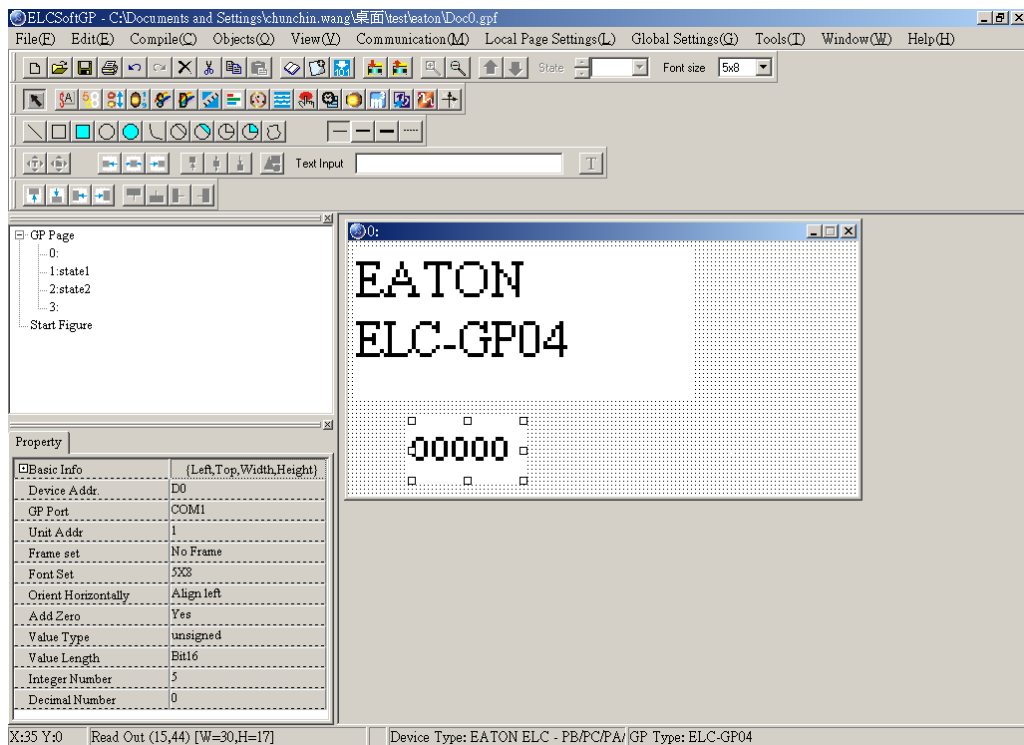 ELCSoftGP - C:\Documents and Settings\chunchin.wang\桌面\test\eaton\Doc0.gpf
File(F) Edit(E) Compile(C) Objects(O) View(V) Communication(M) Local Page Settings(L) Global Settings(G) Tools(T) Window(W) Help(H)
State Font size 5x8
Text Input T
GP Page
0:
1:state1
2:state2
3:
Start Figure
0:
EATON
ELC-GP04
00000
Property
Basic Info {Left,Top,Width,Height}
Device Addr. D0
GP Port COM1
Unit Addr 1
Frame set No Frame
Font Set 5X8
Orient Horizontally Align left
Add Zero Yes
Value Type unsigned
Value Length Bit16
Integer Number 5
Decimal Number 0
X:35 Y:0 Read Out (15,44) [W=30,H=17] Device Type: EATON ELC - PB/PC/PA/ GP Type: ELC-GP04